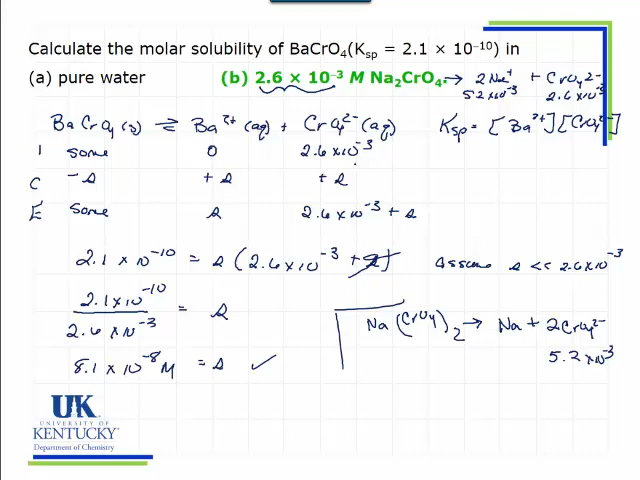 Calculate the molar solubility of BaCrO₄(Ksp = 2.1 × 10⁻¹⁰) in
(a) pure water (b) 2.6 × 10⁻³ M Na₂CrO₄. → 2 Na⁺ + CrO₄²⁻
5.2×10⁻³ 2.6×10⁻³
BaCrO₄(s) ⇌ Ba²⁺(aq) + CrO₄²⁻(aq) Ksp = [Ba²⁺][CrO₄²⁻]
I some 0 2.6×10⁻³
C -s +s +s
E some s 2.6×10⁻³ + s
2.1 × 10⁻¹⁰ = s (2.6×10⁻³ + s) Assume s << 2.6×10⁻³
2.1×10⁻¹⁰ / 2.6×10⁻³ = s
Na(CrO₄)₂ → Na + 2CrO₄²⁻
5.2×10⁻³
8.1 × 10⁻⁸ M = s ✓
UK
UNIVERSITY OF
KENTUCKY
Department of Chemistry